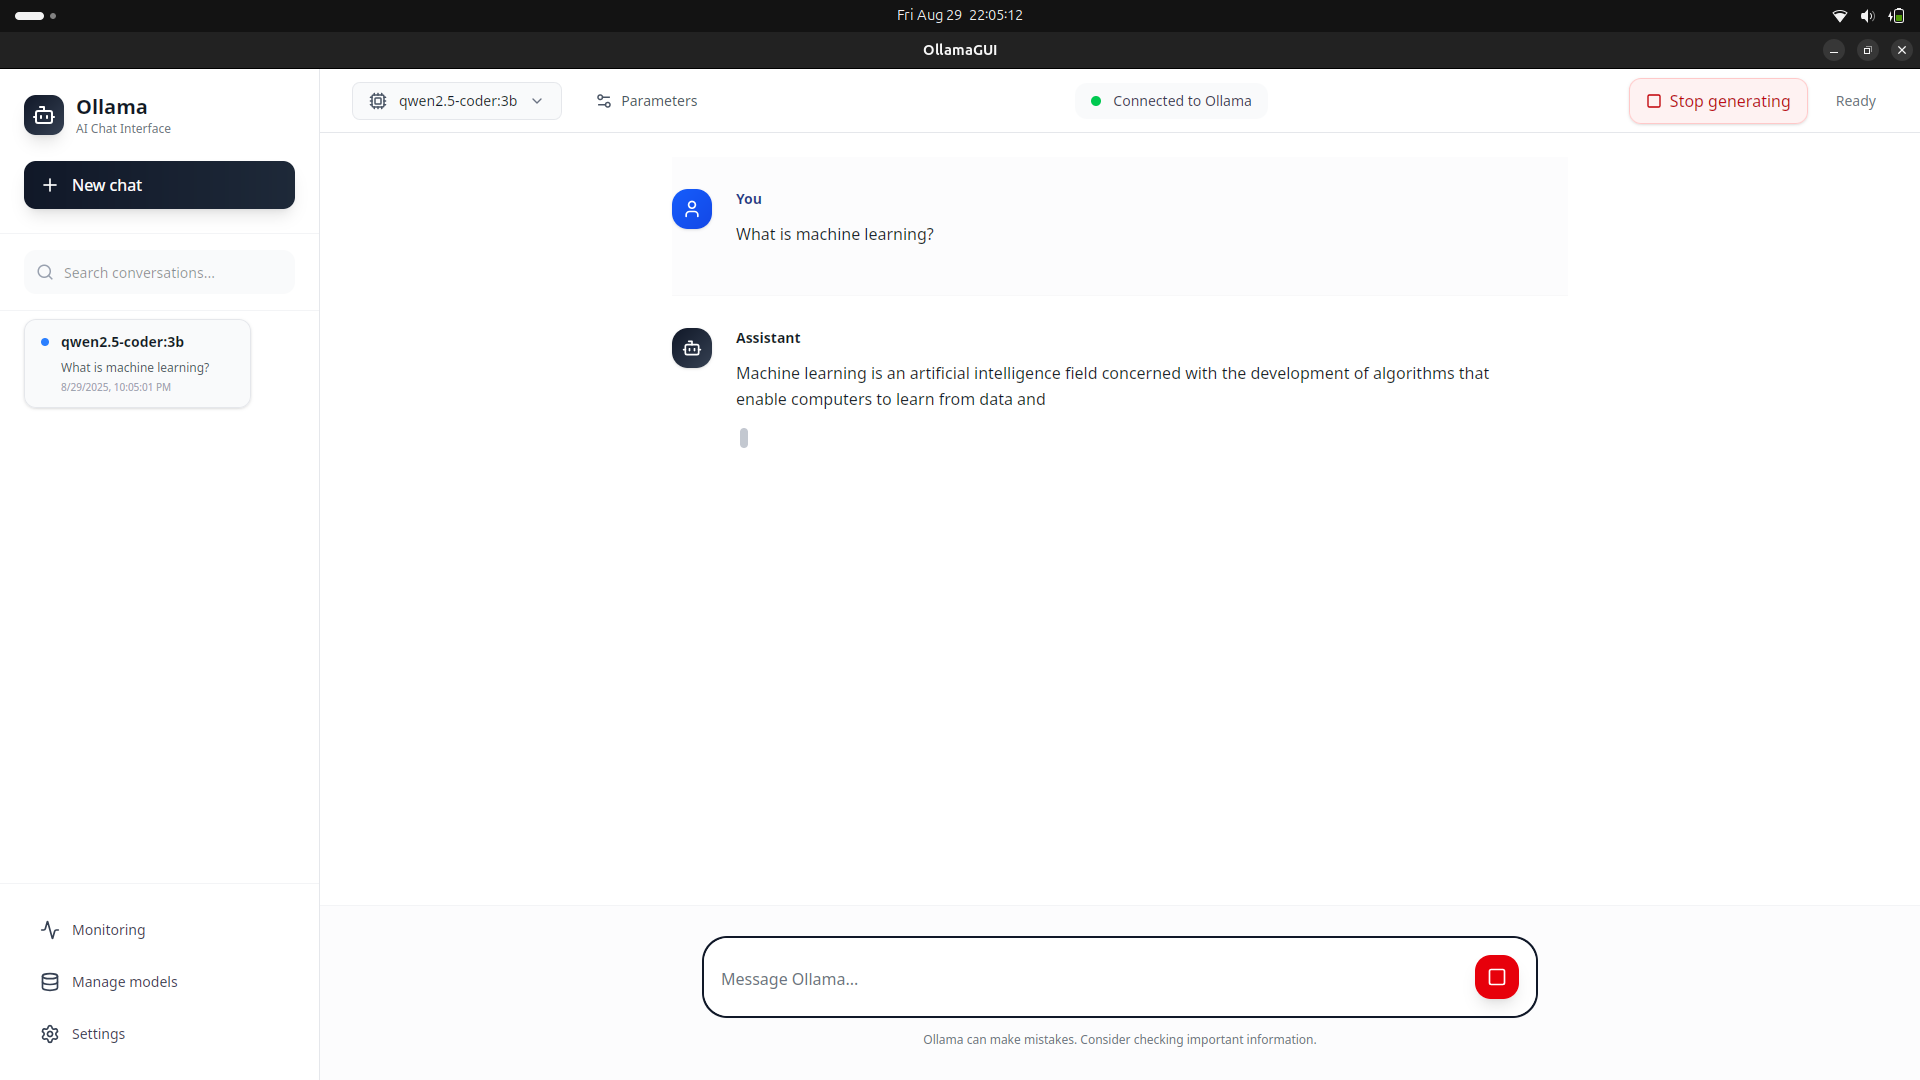 Fri Aug 29 22:05:12
OllamaGUI
Ollama
AI Chat Interface
New chat
Search conversations...
qwen2.5-coder:3b
What is machine learning?
8/29/2025, 10:05:01 PM
Monitoring
Manage models
Settings
qwen2.5-coder:3b
Parameters
Connected to Ollama
Stop generating
Ready
You
What is machine learning?
Assistant
Machine learning is an artificial intelligence field concerned with the development of algorithms that
enable computers to learn from data and
Message Ollama...
Ollama can make mistakes. Consider checking important information.